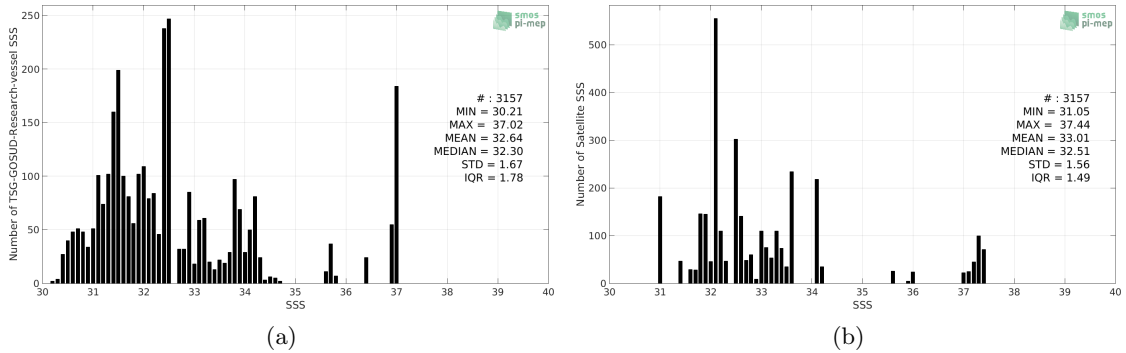 smos
pi-mep
Number of TSG-GOSUD-Research-vessel SSS
250
200
150
100
50
0
# : 3157
MIN = 30.21
MAX = 37.02
MEAN = 32.64
MEDIAN = 32.30
STD = 1.67
IQR = 1.78
30 31 32 33 34 35 36 37 38 39 40
SSS
(a)
smos
pi-mep
Number of Satellite SSS
500
400
300
200
100
0
# : 3157
MIN = 31.05
MAX = 37.44
MEAN = 33.01
MEDIAN = 32.51
STD = 1.56
IQR = 1.49
30 31 32 33 34 35 36 37 38 39 40
SSS
(b)